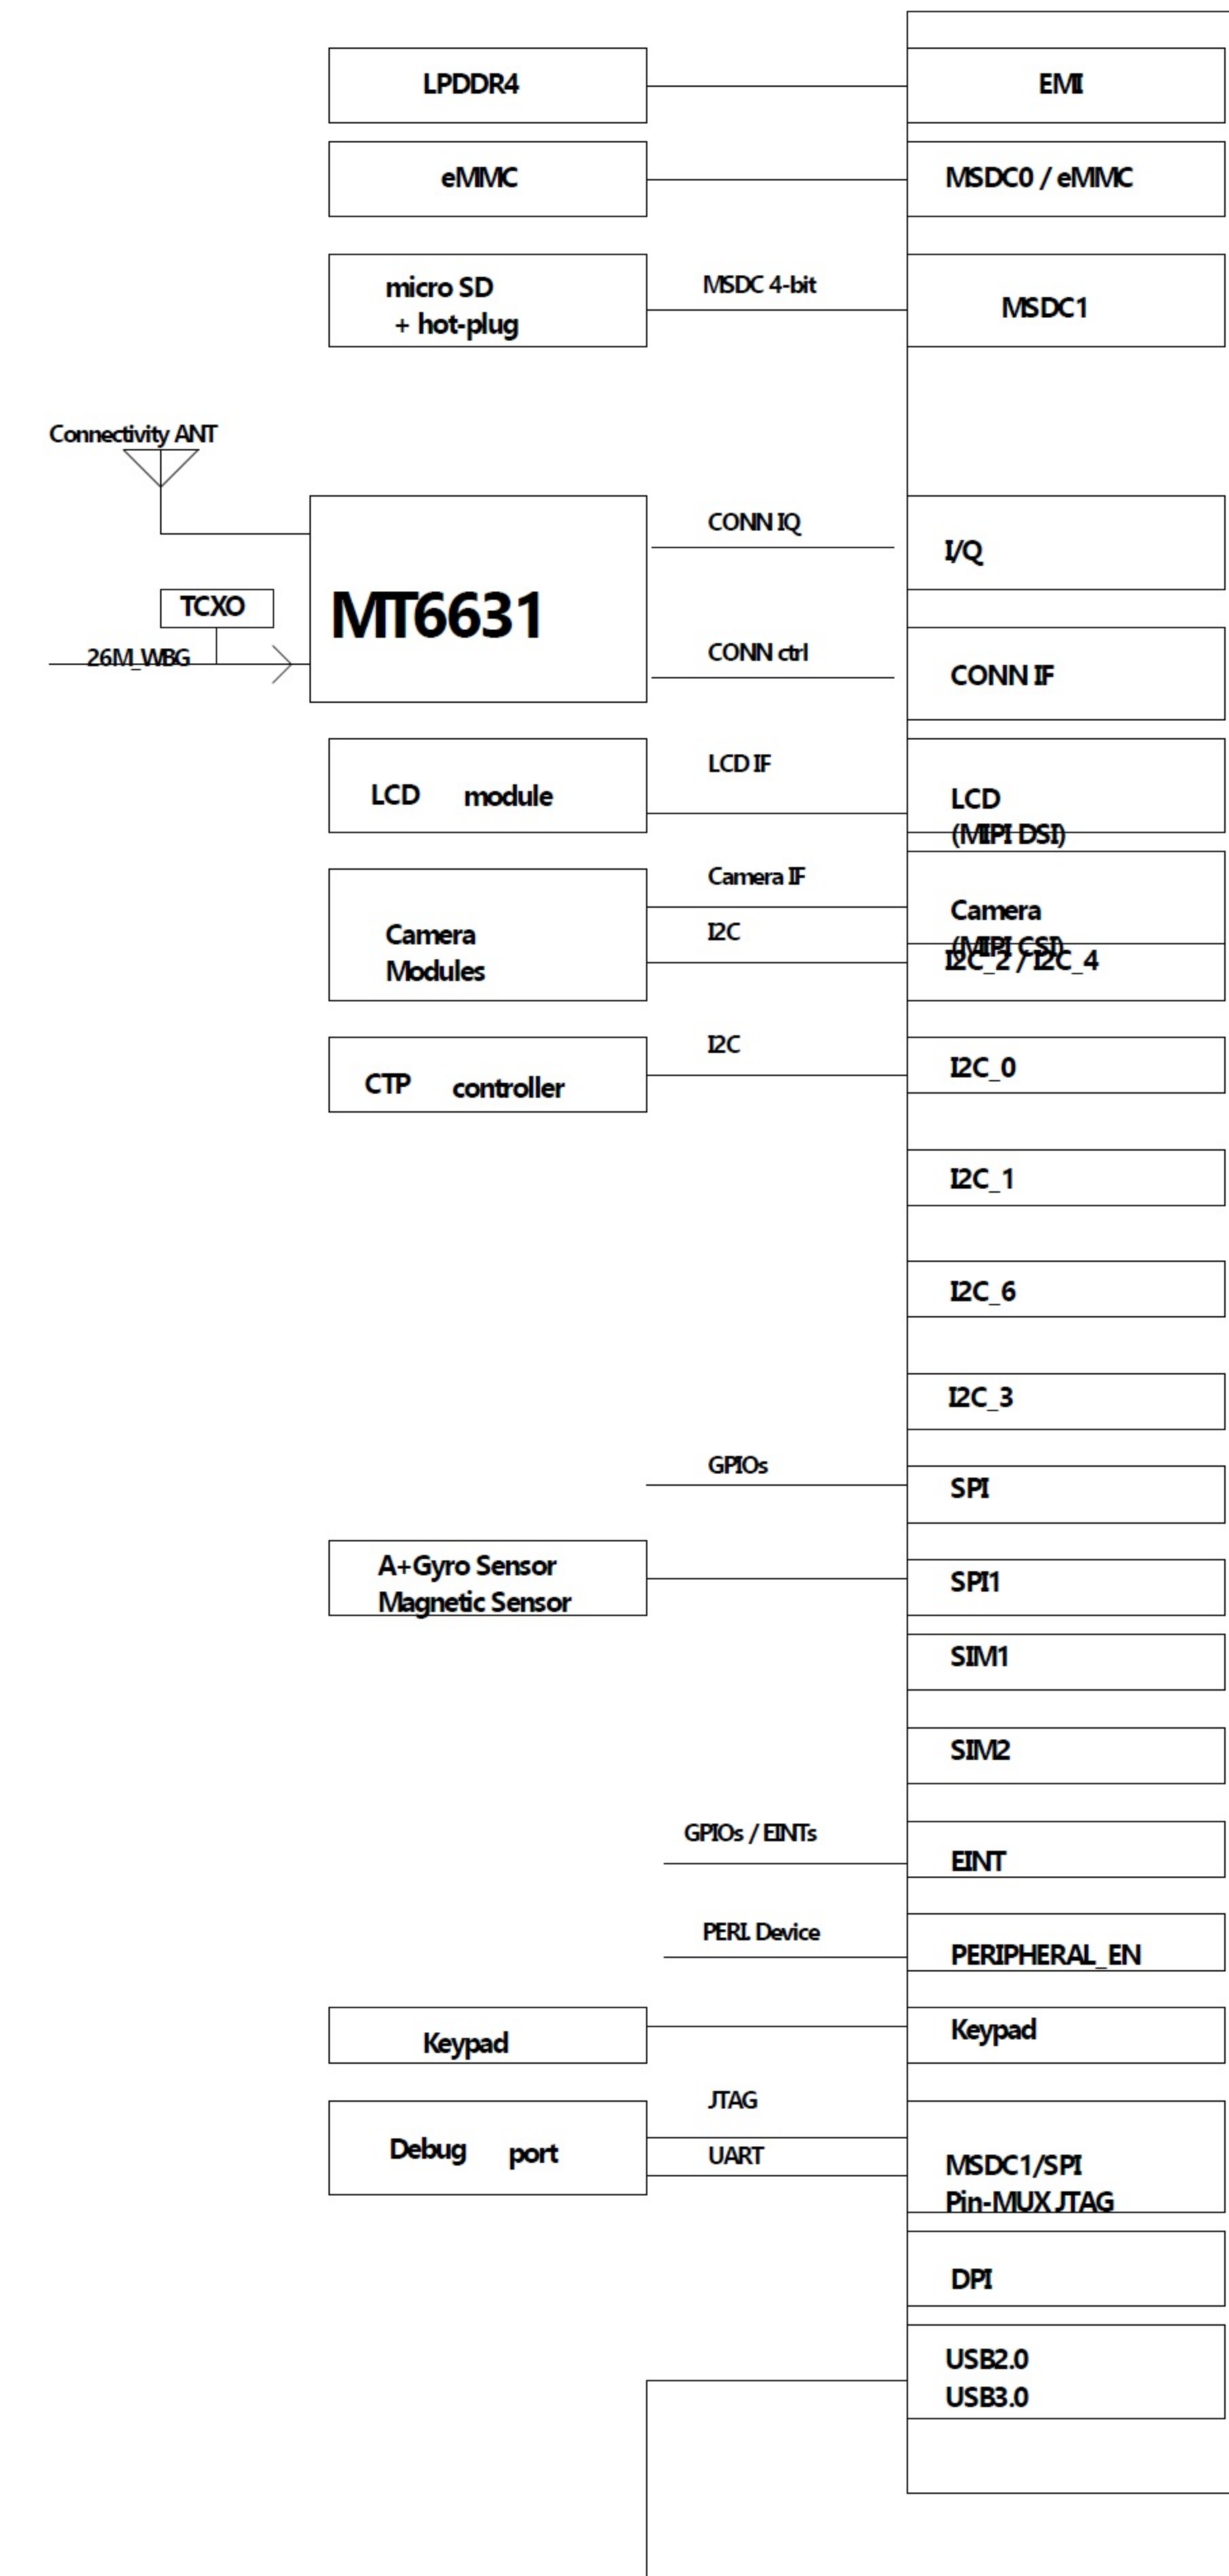 LPDDR4
EMI
eMMC
MSDC0 / eMMC
micro SD
+ hot-plug
MSDC 4-bit
MSDC1
Connectivity ANT
CONN IQ
I/Q
TCXO
MT6631
26M_WBG
CONN ctrl
CONN IF
LCD module
LCD IF
LCD
(MIPI DSI)
Camera
Modules
Camera IF
I2C
Camera
(MIPI CSI)
I2C_2 / I2C_4
CTP controller
I2C
I2C_0
I2C_1
I2C_6
I2C_3
GPIOs
SPI
A+Gyro Sensor
Magnetic Sensor
SPI1
SIM1
SIM2
GPIOs / EINTs
EINT
PERI. Device
PERIPHERAL_EN
Keypad
Keypad
Debug port
JTAG
UART
MSDC1/SPI
Pin-MUX JTAG
DPI
USB2.0
USB3.0